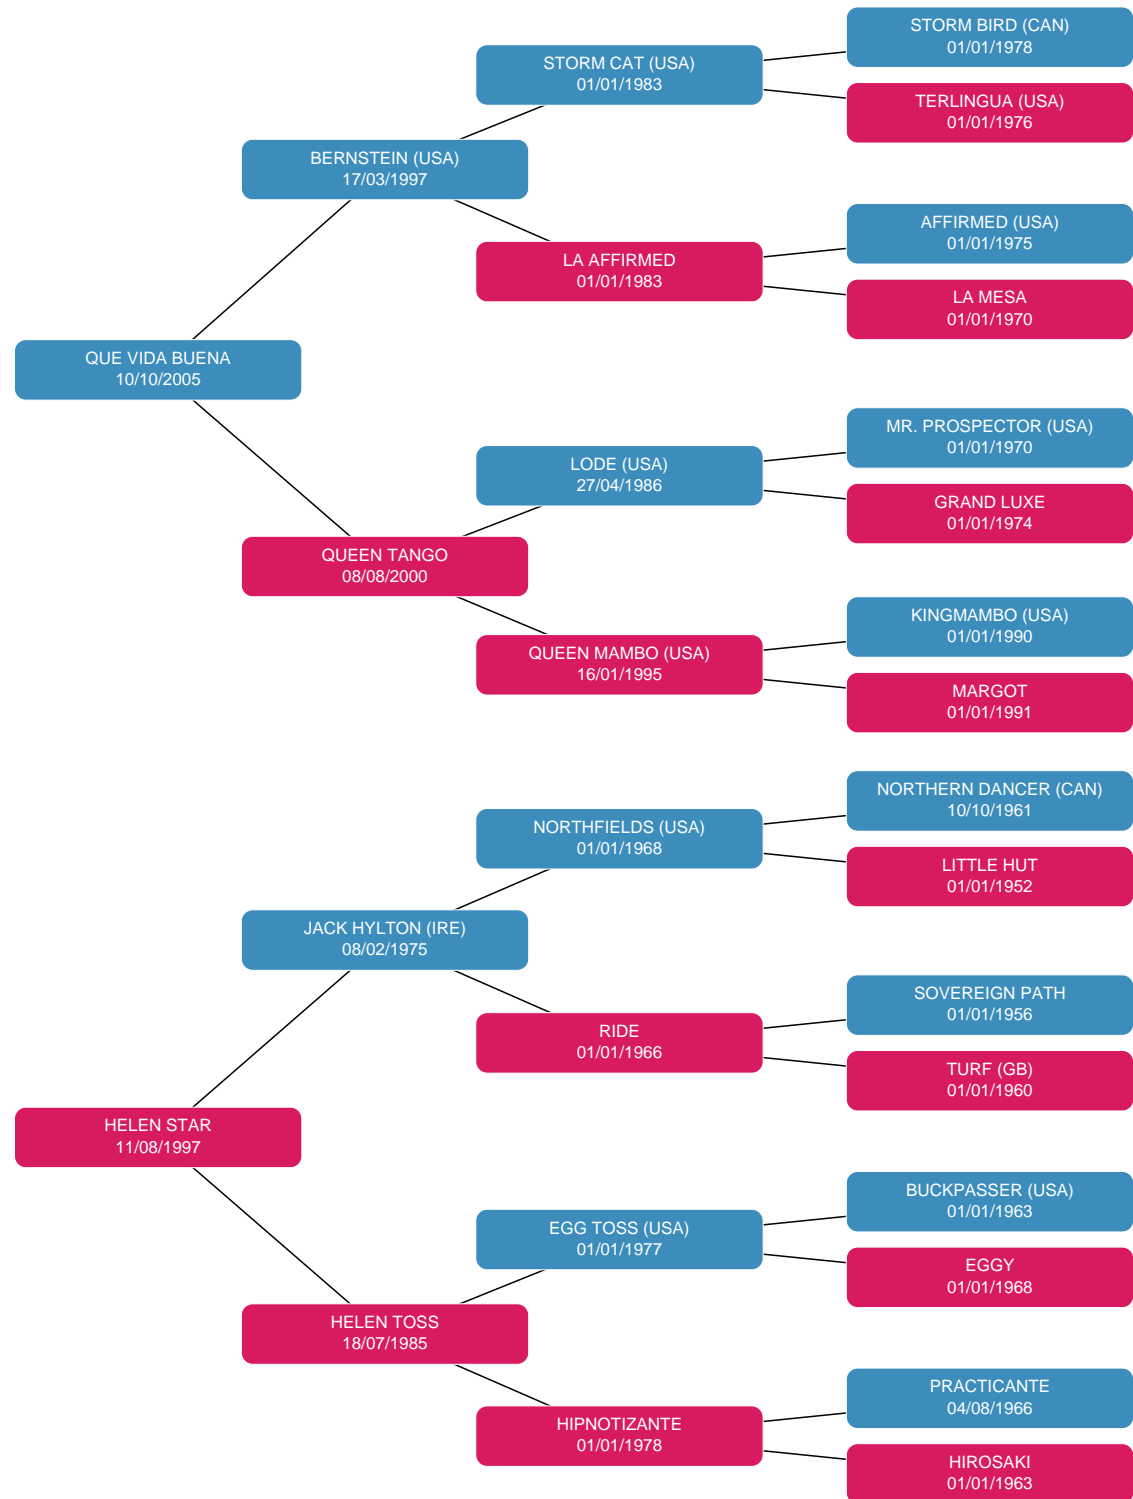 STORM BIRD (CAN)
01/01/1978
STORM CAT (USA)
01/01/1983
TERLINGUA (USA)
01/01/1976
BERNSTEIN (USA)
17/03/1997
AFFIRMED (USA)
01/01/1975
LA AFFIRMED
01/01/1983
LA MESA
01/01/1970
QUE VIDA BUENA
10/10/2005
MR. PROSPECTOR (USA)
01/01/1970
LODE (USA)
27/04/1986
GRAND LUXE
01/01/1974
QUEEN TANGO
08/08/2000
KINGMAMBO (USA)
01/01/1990
QUEEN MAMBO (USA)
16/01/1995
MARGOT
01/01/1991
NORTHERN DANCER (CAN)
10/10/1961
NORTHFIELDS (USA)
01/01/1968
LITTLE HUT
01/01/1952
JACK HYLTON (IRE)
08/02/1975
SOVEREIGN PATH
01/01/1956
RIDE
01/01/1966
TURF (GB)
01/01/1960
HELEN STAR
11/08/1997
BUCKPASSER (USA)
01/01/1963
EGG TOSS (USA)
01/01/1977
EGGY
01/01/1968
HELEN TOSS
18/07/1985
PRACTICANTE
04/08/1966
HIPNOTIZANTE
01/01/1978
HIROSAKI
01/01/1963